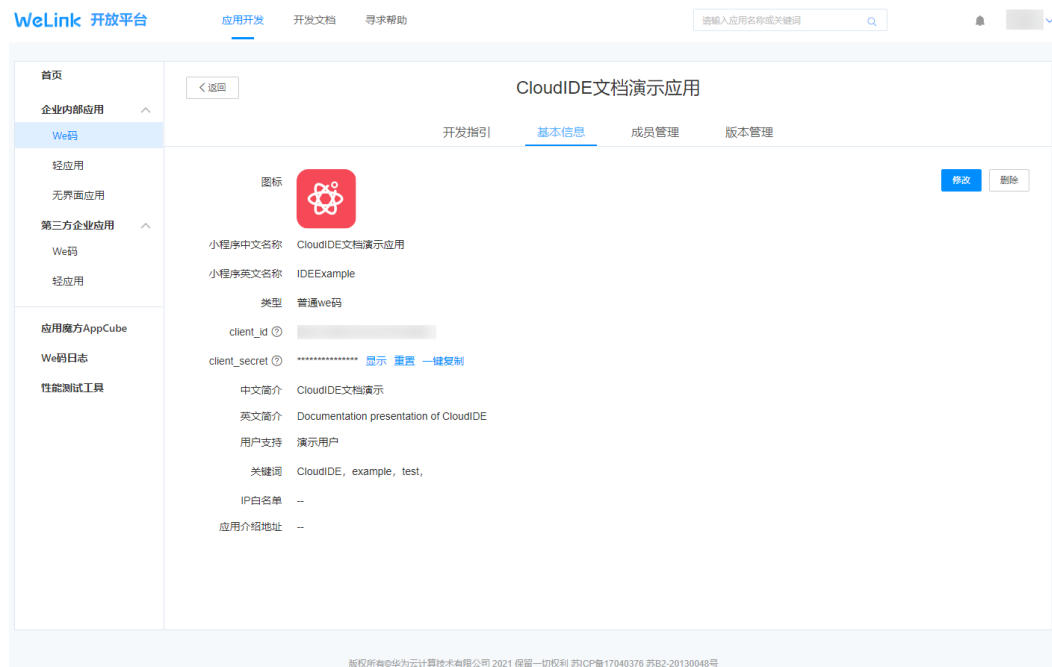 WeLink 开放平台
应用开发
开发文档
寻求帮助
请输入应用名称或关键词
首页
企业内部应用
We码
轻应用
无界面应用
第三方企业应用
We码
轻应用
应用魔方AppCube
We码日志
性能测试工具
< 返回
CloudIDE文档演示应用
开发指引
基本信息
成员管理
版本管理
修改
删除
图标
小程序中文名称 CloudIDE文档演示应用
小程序英文名称 IDEExample
类型 普通we码
client_id ?
client_secret ? *************** 显示 重置 一键复制
中文简介 CloudIDE文档演示
英文简介 Documentation presentation of CloudIDE
用户支持 演示用户
关键词 CloudIDE，example，test，
IP白名单 --
应用介绍地址 --
版权所有©华为云计算技术有限公司 2021 保留一切权利 苏ICP备17040376 苏B2-20130048号